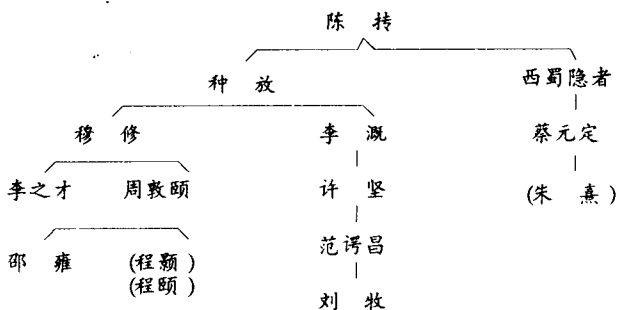 陈 抟
种 放 西蜀隐者
穆 修 李 溉 蔡元定
李之才 周敦颐 许 坚 (朱 熹)
范谔昌
邵 雍 (程颢)
(程颐)
刘 牧